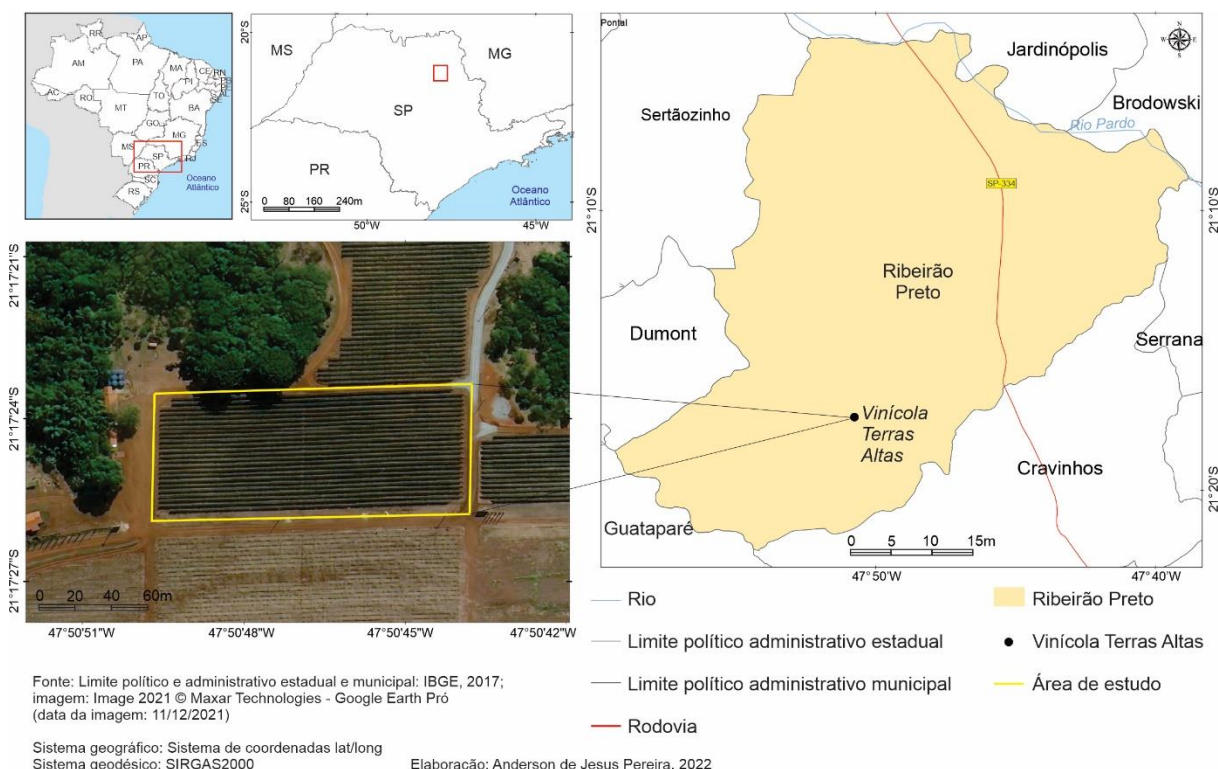 RR
AP
AM
PA
MA
CE
RN
PI
AC
RO
TO
MT
BA
GO
MG
MS
ES
SP
RJ
PR
SC
RS
Oceano
Atlântico
20°S
25°S
MS
MG
SP
PR
Oceano
Atlântico
0 80 160 240m
50°W
45°W
Pontal
Jardinópolis
Brodowski
Sertãozinho
Rio Pardo
SP-334
21°10'S
Ribeirão
Preto
Dumont
Serrana
Vinícola
Terras
Altas
Cravinhos
21°20'S
Guataparé
0 5 10 15m
47°50'W
47°40'W
21°17'21"S
21°17'24"S
21°17'27"S
0 20 40 60m
47°50'51"W
47°50'48"W
47°50'45"W
47°50'42"W
Rio
Limite político administrativo estadual
Limite político administrativo municipal
Rodovia
Ribeirão Preto
Vinícola Terras Altas
Área de estudo
Fonte: Limite político e administrativo estadual e municipal: IBGE, 2017;
imagem: Image 2021 © Maxar Technologies - Google Earth Pró
(data da imagem: 11/12/2021)
Sistema geográfico: Sistema de coordenadas lat/long
Sistema geodésico: SIRGAS2000
Elaboração: Anderson de Jesus Pereira, 2022